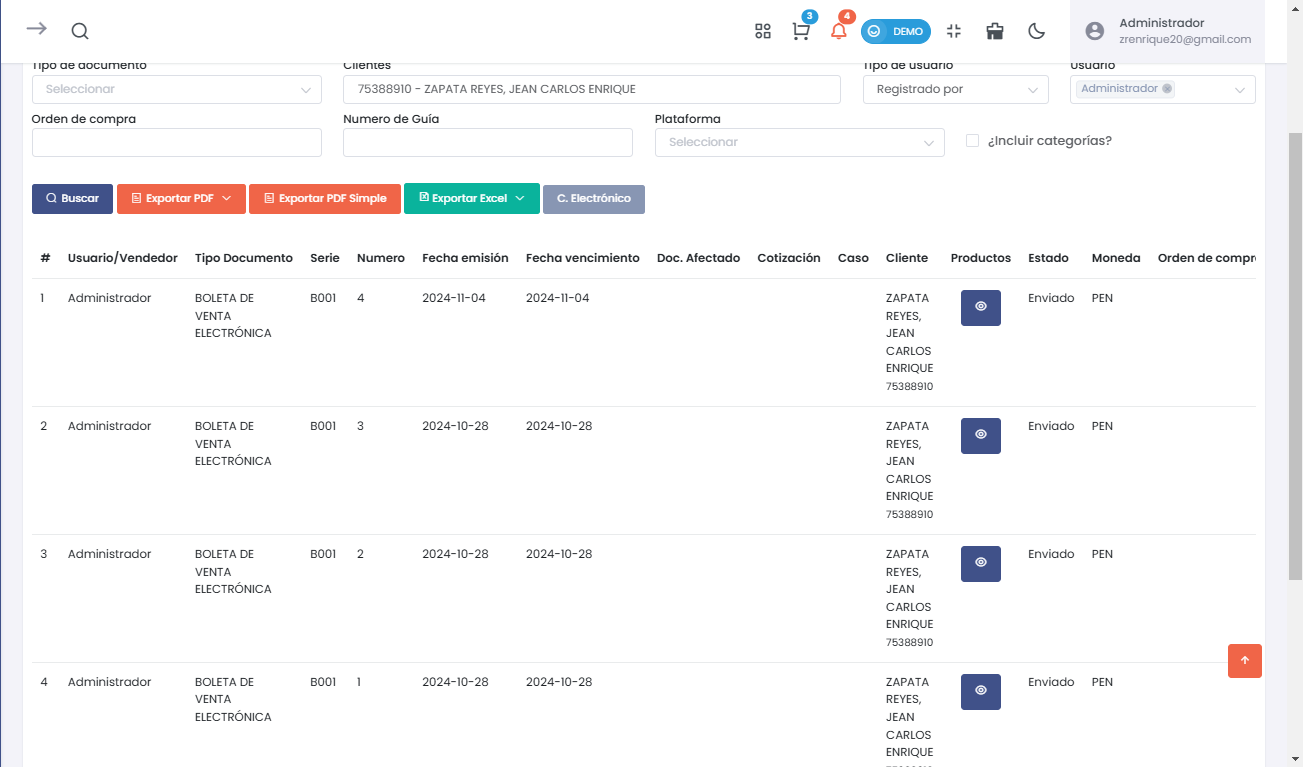 3
4
DEMO
Administrador
zrenrique20@gmail.com
Tipo de documento
Clientes
Tipo de usuario
Usuario
Seleccionar
75388910 - ZAPATA REYES, JEAN CARLOS ENRIQUE
Registrado por
Administrador
Orden de compra
Numero de Guía
Plataforma
Seleccionar
¿Incluir categorías?
Buscar
Exportar PDF
Exportar PDF Simple
Exportar Excel
C. Electrónico
# Usuario/Vendedor Tipo Documento Serie Numero Fecha emisión Fecha vencimiento Doc. Afectado Cotización Caso Cliente Productos Estado Moneda Orden de compr
1 Administrador BOLETA DE B001 4 2024-11-04 2024-11-04 ZAPATA Enviado PEN
VENTA REYES,
ELECTRÓNICA JEAN
CARLOS
ENRIQUE
75388910
2 Administrador BOLETA DE B001 3 2024-10-28 2024-10-28 ZAPATA Enviado PEN
VENTA REYES,
ELECTRÓNICA JEAN
CARLOS
ENRIQUE
75388910
3 Administrador BOLETA DE B001 2 2024-10-28 2024-10-28 ZAPATA Enviado PEN
VENTA REYES,
ELECTRÓNICA JEAN
CARLOS
ENRIQUE
75388910
4 Administrador BOLETA DE B001 1 2024-10-28 2024-10-28 ZAPATA Enviado PEN
VENTA REYES,
ELECTRÓNICA JEAN
CARLOS
ENRIQUE